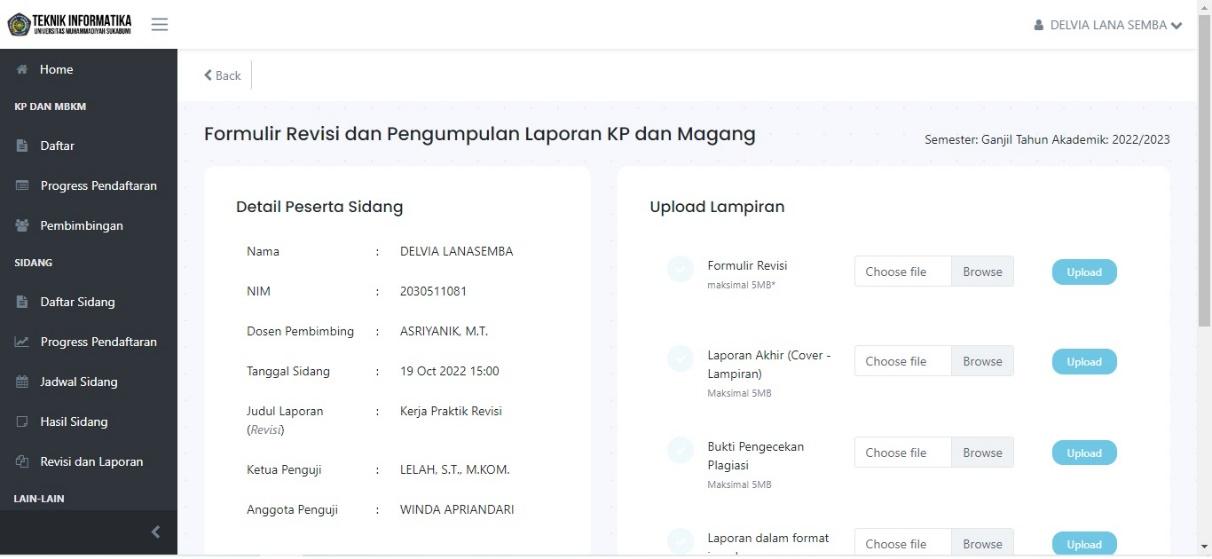 TEKNIK INFORMATIKA
UNIVERSITAS MUHAMMADIYAH SUKABUMI
DELVIA LANA SEMBA
Home
KP DAN MBKM
Daftar
Progress Pendaftaran
Pembimbingan
SIDANG
Daftar Sidang
Progress Pendaftaran
Jadwal Sidang
Hasil Sidang
Revisi dan Laporan
LAIN-LAIN
Back
Formulir Revisi dan Pengumpulan Laporan KP dan Magang
Semester: Ganjil Tahun Akademik: 2022/2023
Detail Peserta Sidang
Nama : DELVIA LANASEMBA
NIM : 2030511081
Dosen Pembimbing : ASRIYANIK, M.T.
Tanggal Sidang : 19 Oct 2022 15:00
Judul Laporan : Kerja Praktik Revisi
(Revisi)
Ketua Penguji : LELAH, S.T., M.KOM.
Anggota Penguji : WINDA APRIANDARI
Upload Lampiran
Formulir Revisi
maksimal 5MB*
Choose file Browse Upload
Laporan Akhir (Cover -
Lampiran)
Maksimal 5MB
Choose file Browse Upload
Bukti Pengecekan
Plagiasi
Maksimal 5MB
Choose file Browse Upload
Laporan dalam format
Choose file Browse Upload